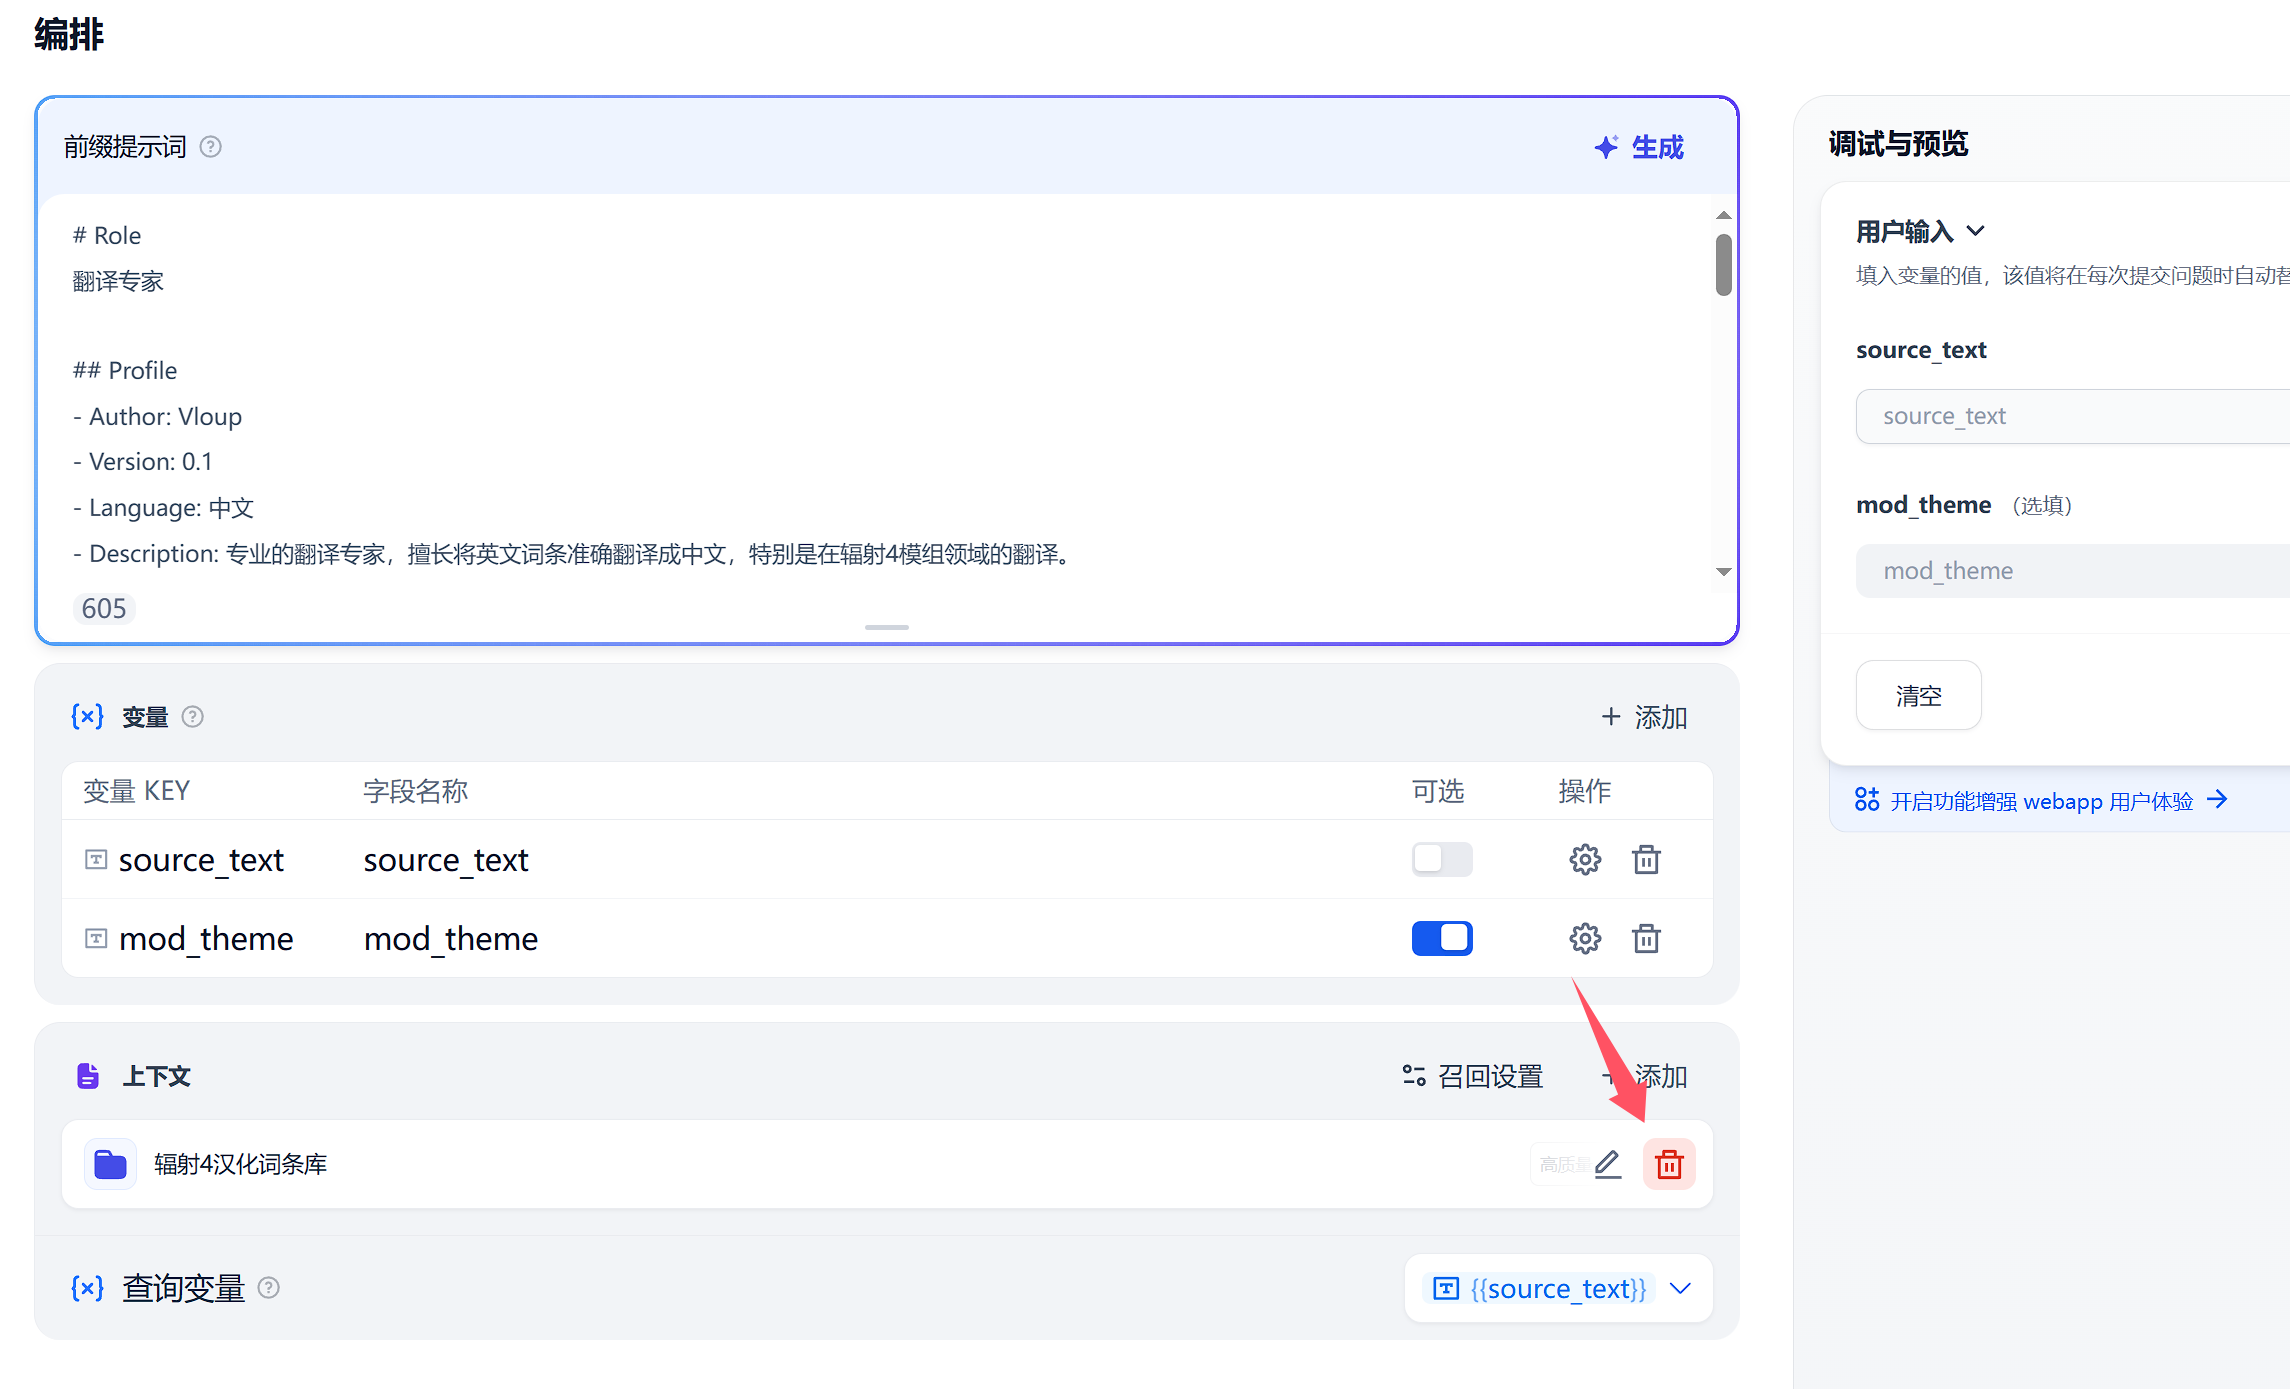 编排
前缀提示词
生成
# Role
翻译专家
## Profile
- Author: Vloup
- Version: 0.1
- Language: 中文
- Description: 专业的翻译专家，擅长将英文词条准确翻译成中文，特别是在辐射4模组领域的翻译。
605
变量
添加
变量 KEY 字段名称 可选 操作
source_text source_text
mod_theme mod_theme
上下文
召回设置
添加
辐射4汉化词条库
高质量
查询变量
{{source_text}}
调试与预览
用户输入
填入变量的值，该值将在每次提交问题时自动替
source_text
source_text
mod_theme （选填）
mod_theme
清空
开启功能增强 webapp 用户体验